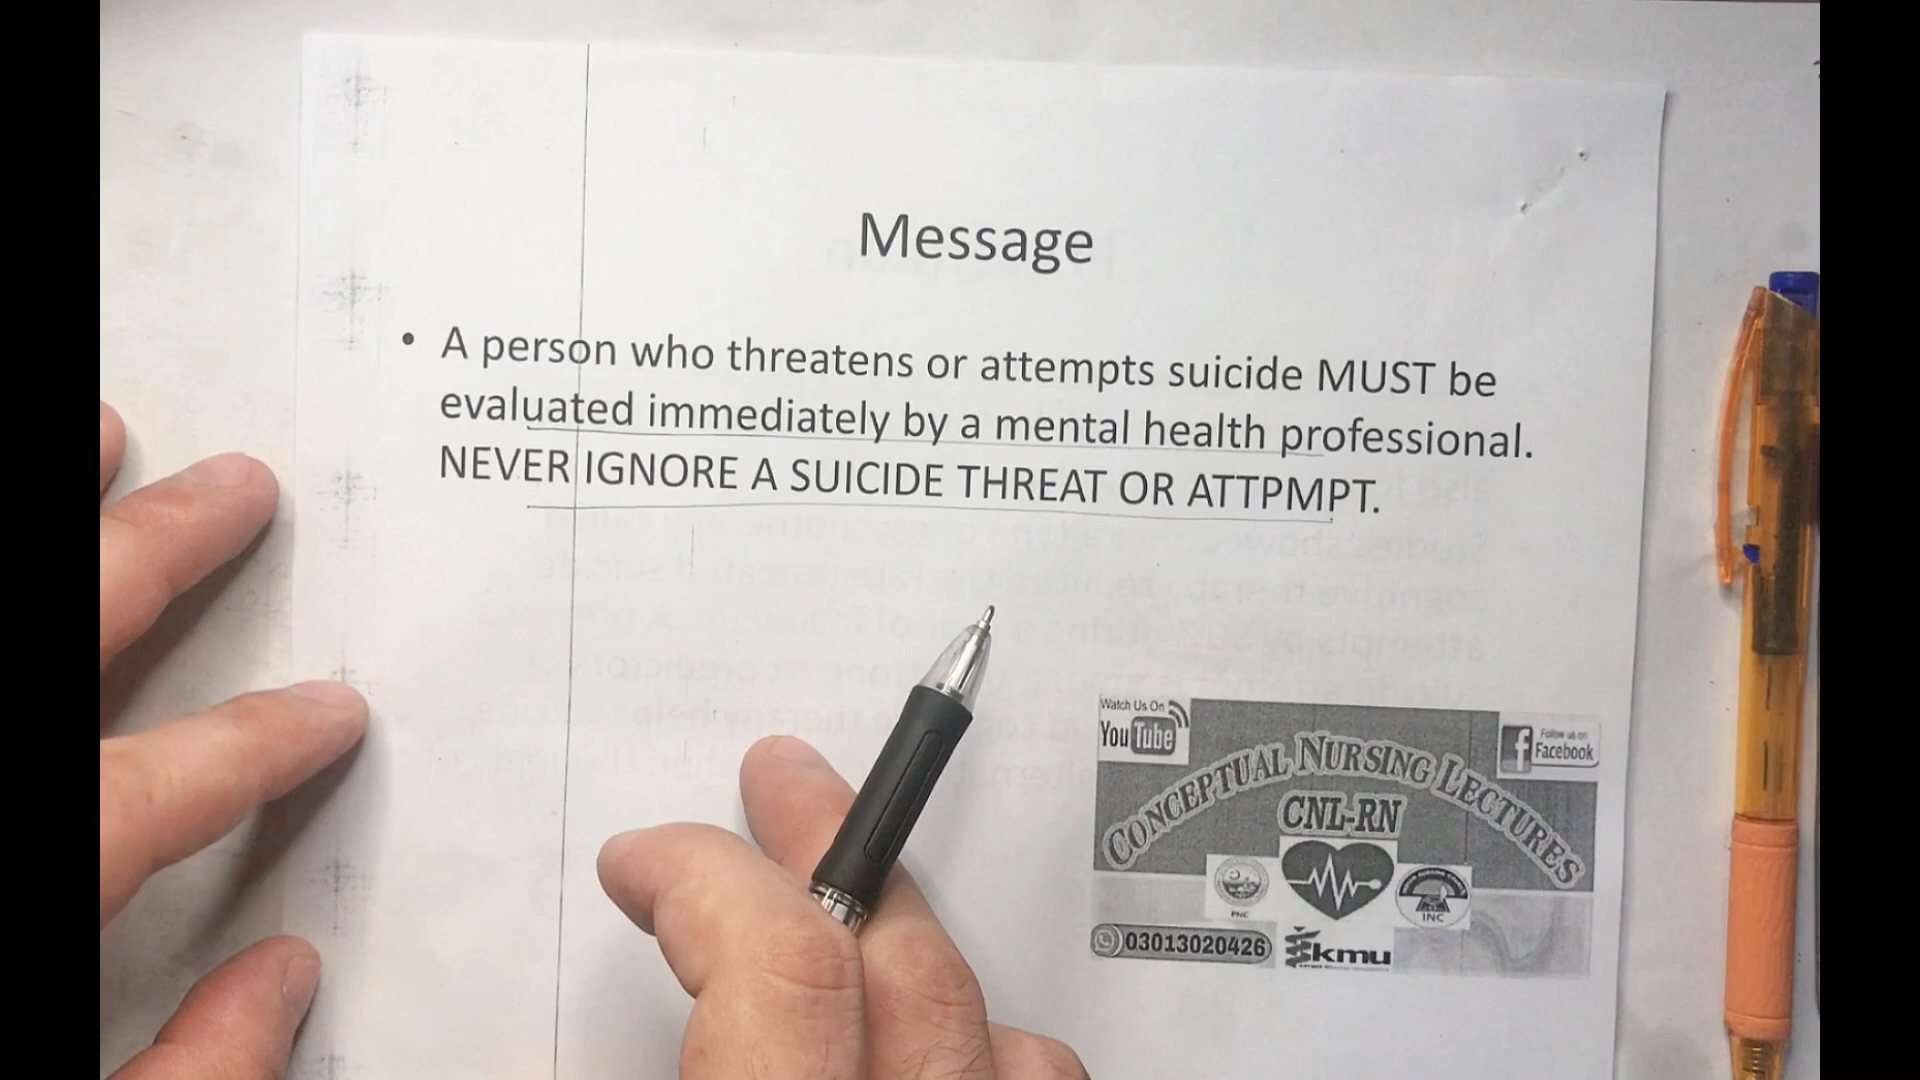 Message
• A person who threatens or attempts suicide MUST be
evaluated immediately by a mental health professional.
NEVER IGNORE A SUICIDE THREAT OR ATTPMPT.
Watch Us On
YouTube
Follow us on
Facebook
CONCEPTUAL NURSING LECTURES
CNL-RN
PNC
INC
03013020426
kmu